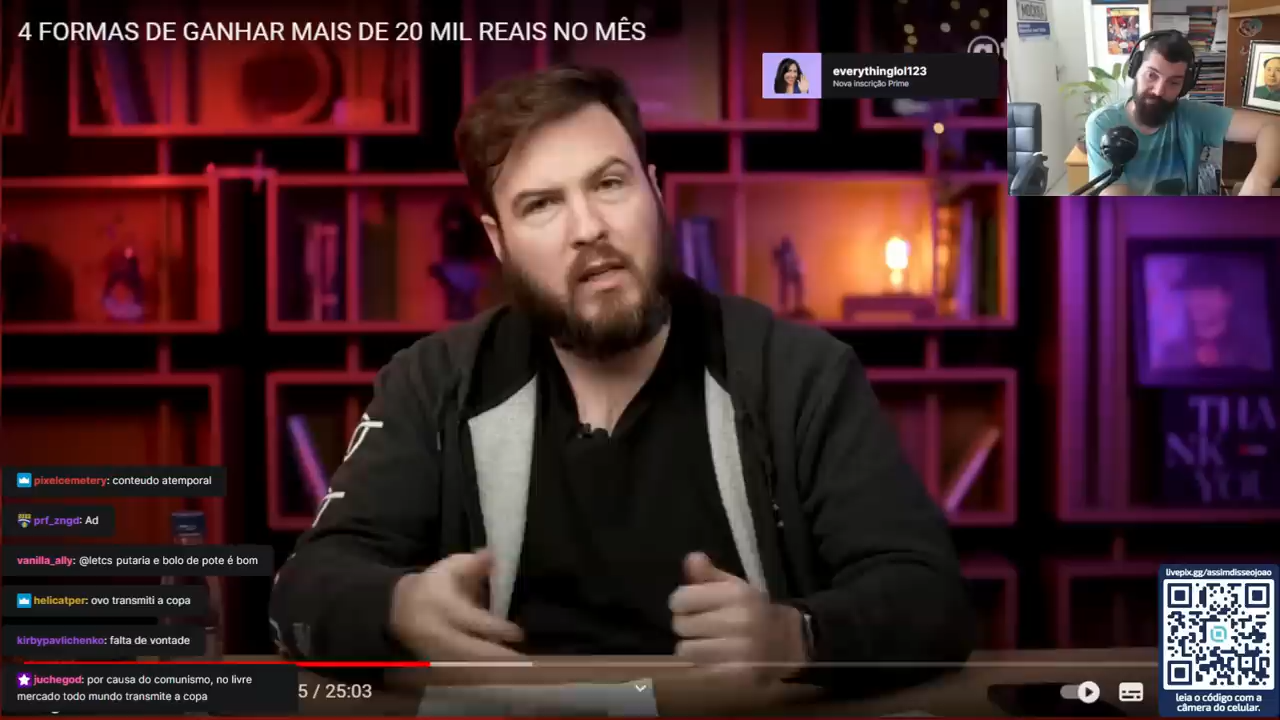 4 FORMAS DE GANHAR MAIS DE 20 MIL REAIS NO MÊS
everythinglol123
Nova inscrição Prime
THA
NK
YOU
pixelcemetery: conteudo atemporal
prf_zngd: Ad
vanilla_ally: @letcs putaria e bolo de pote é bom
helicatper: ovo transmiti a copa
kirbypavlichenko: falta de vontade
juchegod: por causa do comunismo, no livre
mercado todo mundo transmite a copa
5 / 25:03
livepix.gg/assimdisseojoao
leia o código com a
câmera do celular.